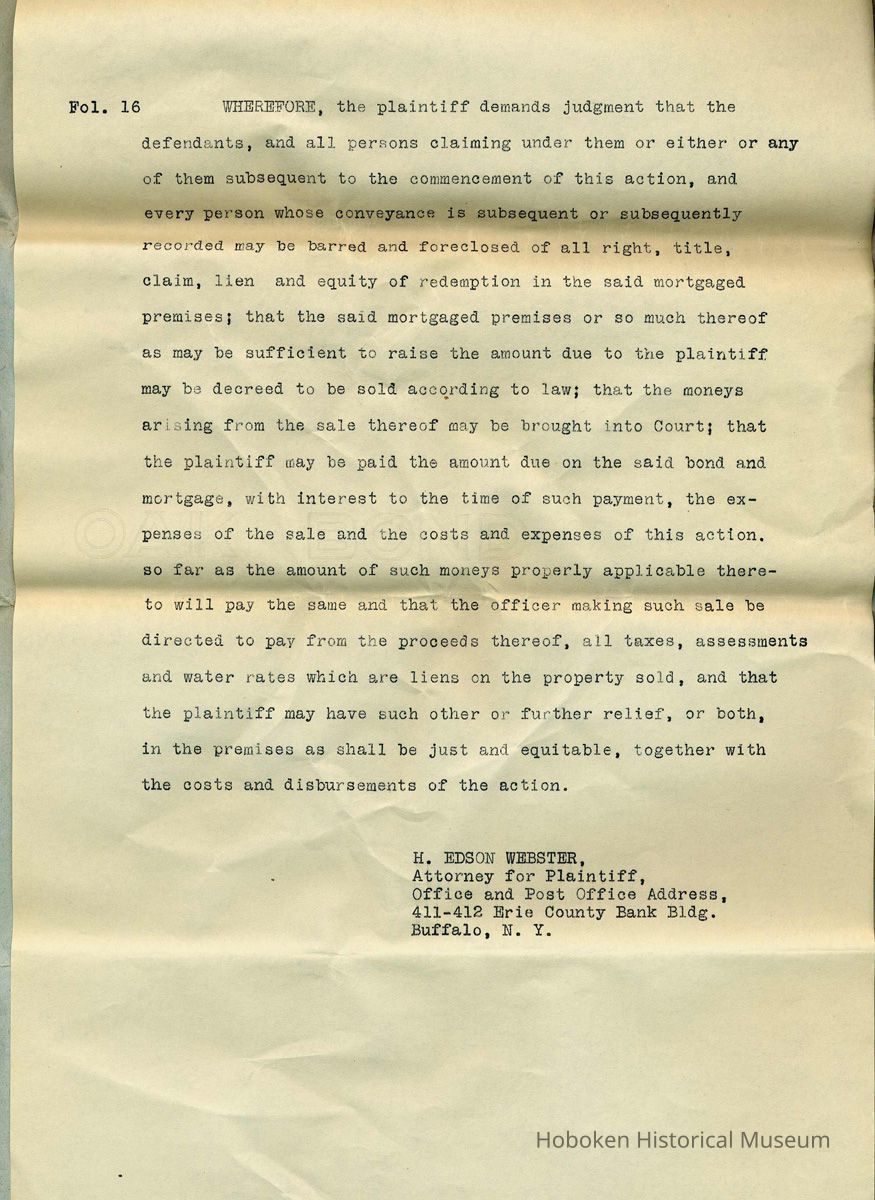 Fol. 16 WHEREFORE, the plaintiff demands judgment that the
defendants, and all persons claiming under them or either or any
of them subsequent to the commencement of this action, and
every person whose conveyance is subsequent or subsequently
recorded may be barred and foreclosed of all right, title,
claim, lien and equity of redemption in the said mortgaged
premises; that the said mortgaged premises or so much thereof
as may be sufficient to raise the amount due to the plaintiff
may be decreed to be sold according to law; that the moneys
arising from the sale thereof may be brought into Court; that
the plaintiff may be paid the amount due on the said bond and
mortgage, with interest to the time of such payment, the ex-
penses of the sale and the costs and expenses of this action.
so far as the amount of such moneys properly applicable there-
to will pay the same and that the officer making such sale be
directed to pay from the proceeds thereof, all taxes, assessments
and water rates which are liens on the property sold, and that
the plaintiff may have such other or further relief, or both,
in the premises as shall be just and equitable, together with
the costs and disbursements of the action.
H. EDSON WEBSTER,
Attorney for Plaintiff,
Office and Post Office Address,
411-412 Erie County Bank Bldg.
Buffalo, N. Y.
Hoboken Historical Museum